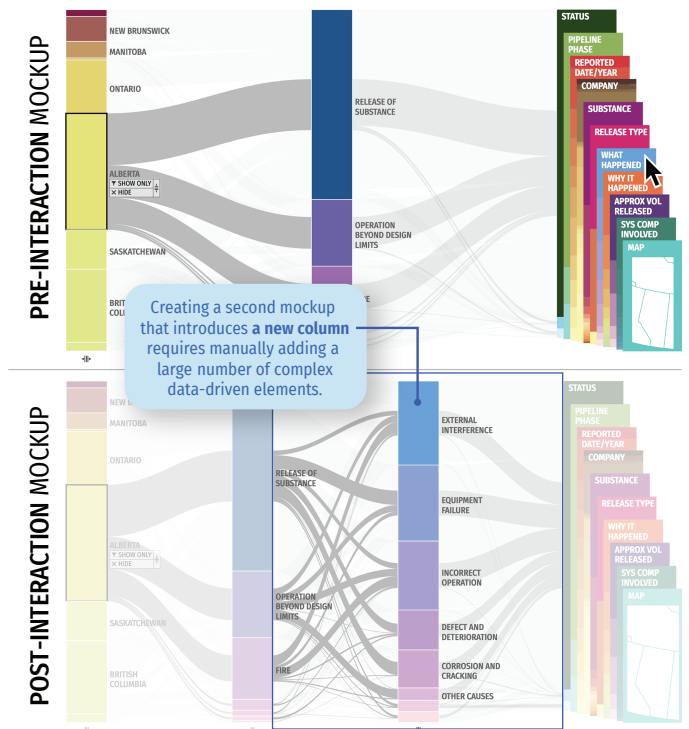 PRE-INTERACTION MOCKUP
NEW BRUNSWICK
MANITOBA
ONTARIO
ALBERTA
SHOW ONLY
× HIDE
SASKATCHEWAN
RELEASE OF
SUBSTANCE
OPERATION
BEYOND DESIGN
LIMITS
STATUS
PIPELINE
PHASE
REPORTED
DATE/YEAR
COMPANY
SUBSTANCE
RELEASE TYPE
WHAT
HAPPENED
WHY IT
HAPPENED
APPROX VOL
RELEASED
SYS COMP
INVOLVED
MAP
Creating a second mockup
that introduces a new column
requires manually adding a
large number of complex
data-driven elements.
POST-INTERACTION MOCKUP
MANITOBA
ONTARIO
ALBERTA
SHOW ONLY
× HIDE
SASKATCHEWAN
BRITISH
COLUMBIA
RELEASE OF
SUBSTANCE
OPERATION
BEYOND DESIGN
LIMITS
FIRE
EXTERNAL
INTERFERENCE
EQUIPMENT
FAILURE
INCORRECT
OPERATION
DEFECT AND
DETERIORATION
CORROSION AND
CRACKING
OTHER CAUSES
STATUS
PIPELINE
PHASE
REPORTED
DATE/YEAR
COMPANY
SUBSTANCE
RELEASE TYPE
WHY IT
HAPPENED
APPROX VOL
RELEASED
SYS COMP
INVOLVED
MAP